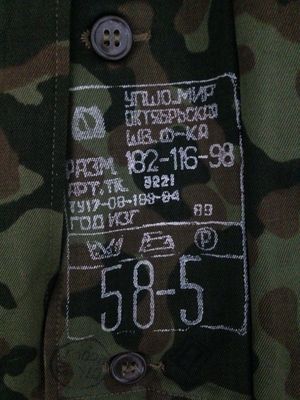 УПШО.МИР
ОКТЯБРЬСКАЯ
ШВ. Ф-КА
РАЗМ. 182-116-98
АРТ. ТК. 3221
ТУ17-08-199-84
ГОД ИЗГ 89
Р
58-5